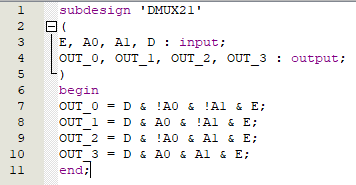 1 subdesign 'DMUX21'
2 (
3 E, A0, A1, D : input;
4 OUT_0, OUT_1, OUT_2, OUT_3 : output;
5 )
6 begin
7 OUT_0 = D & !A0 & !A1 & E;
8 OUT_1 = D & A0 & !A1 & E;
9 OUT_2 = D & !A0 & A1 & E;
10 OUT_3 = D & A0 & A1 & E;
11 end;